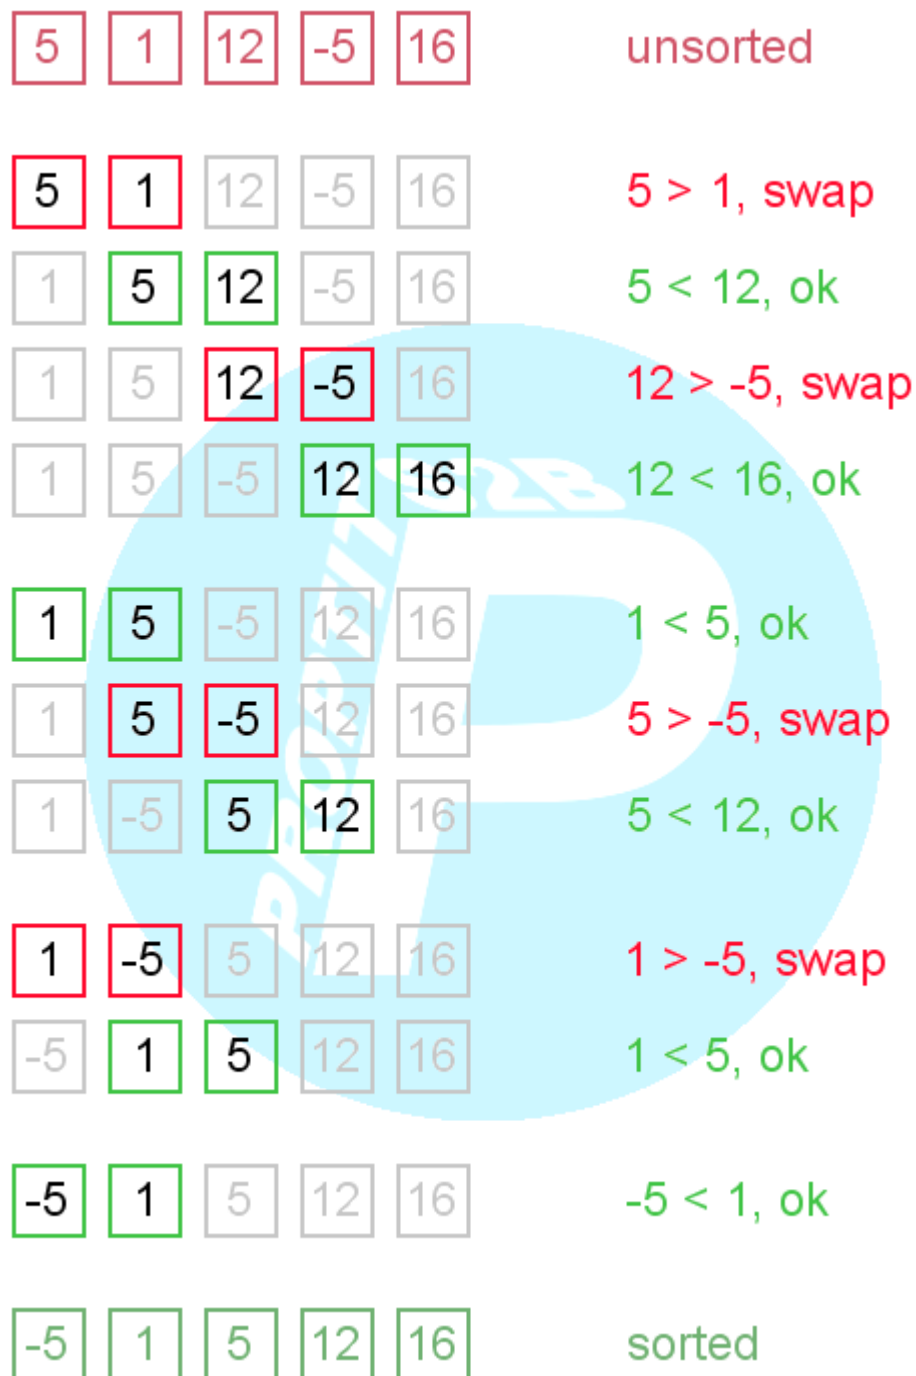 5 1 12 -5 16 unsorted
5 1 12 -5 16 5 > 1, swap
1 5 12 -5 16 5 < 12, ok
1 5 12 -5 16 12 > -5, swap
1 5 -5 12 16 12 < 16, ok
1 5 -5 12 16 1 < 5, ok
1 5 -5 12 16 5 > -5, swap
1 -5 5 12 16 5 < 12, ok
1 -5 5 12 16 1 > -5, swap
-5 1 5 12 16 1 < 5, ok
-5 1 5 12 16 -5 < 1, ok
-5 1 5 12 16 sorted